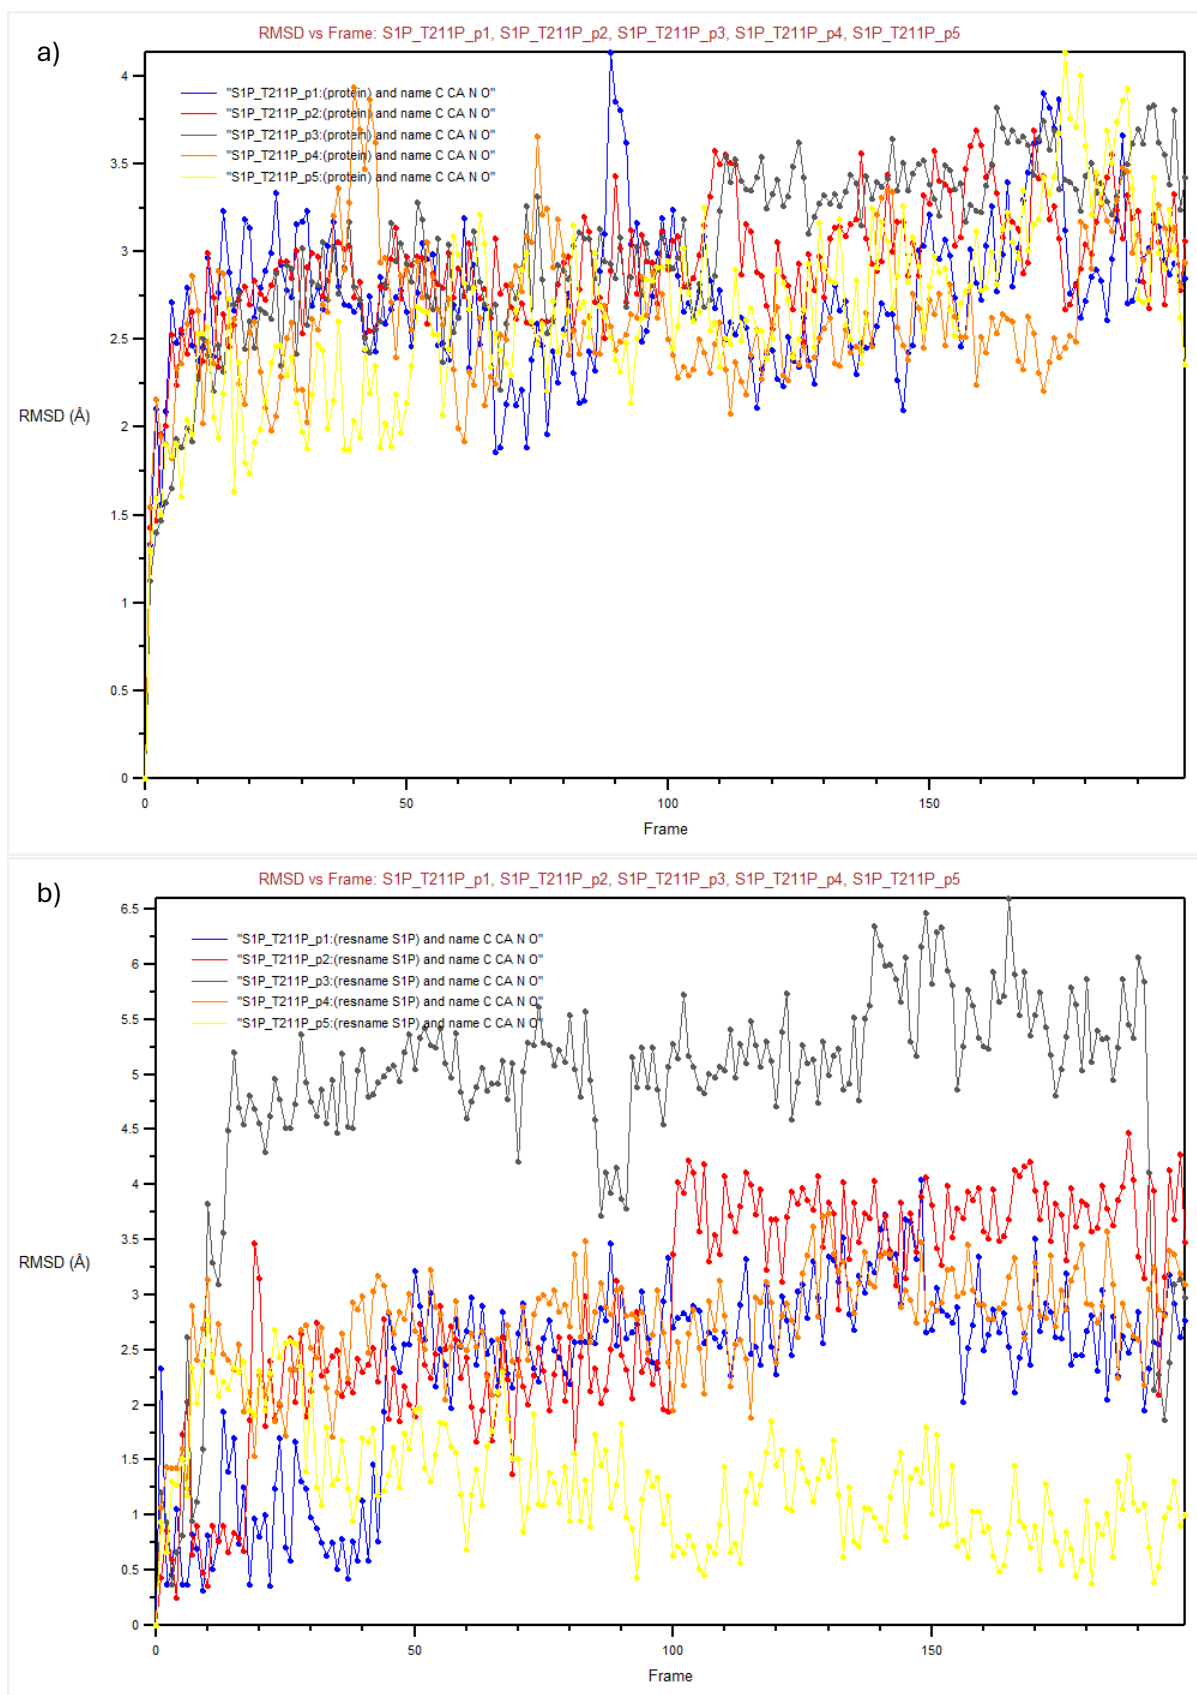 a)
RMSD vs Frame: S1P_T211P_p1, S1P_T211P_p2, S1P_T211P_p3, S1P_T211P_p4, S1P_T211P_p5
"S1P_T211P_p1:(protein) and name C CA N O"
"S1P_T211P_p2:(protein) and name C CA N O"
"S1P_T211P_p3:(protein) and name C CA N O"
"S1P_T211P_p4:(protein) and name C CA N O"
"S1P_T211P_p5:(protein) and name C CA N O"
4
3.5
3
2.5
RMSD (Å)
2
1.5
1
0.5
0
0 50 100 150
Frame
b)
RMSD vs Frame: S1P_T211P_p1, S1P_T211P_p2, S1P_T211P_p3, S1P_T211P_p4, S1P_T211P_p5
6.5
"S1P_T211P_p1:(resname S1P) and name C CA N O"
"S1P_T211P_p2:(resname S1P) and name C CA N O"
"S1P_T211P_p3:(resname S1P) and name C CA N O"
"S1P_T211P_p4:(resname S1P) and name C CA N O"
"S1P_T211P_p5:(resname S1P) and name C CA N O"
6
5.5
5
4.5
4
3.5
RMSD (Å)
3
2.5
2
1.5
1
0.5
0
0 50 100 150
Frame